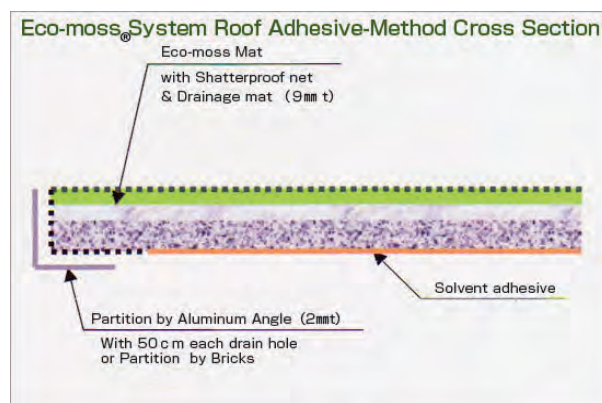 Eco-moss®System Roof Adhesive-Method Cross Section
Eco-moss Mat
with Shatterproof net
& Drainage mat （9㎜ t）
Solvent adhesive
Partition by Aluminum Angle （2㎜t）
With 50ｃｍ each drain hole
or Partition by Bricks